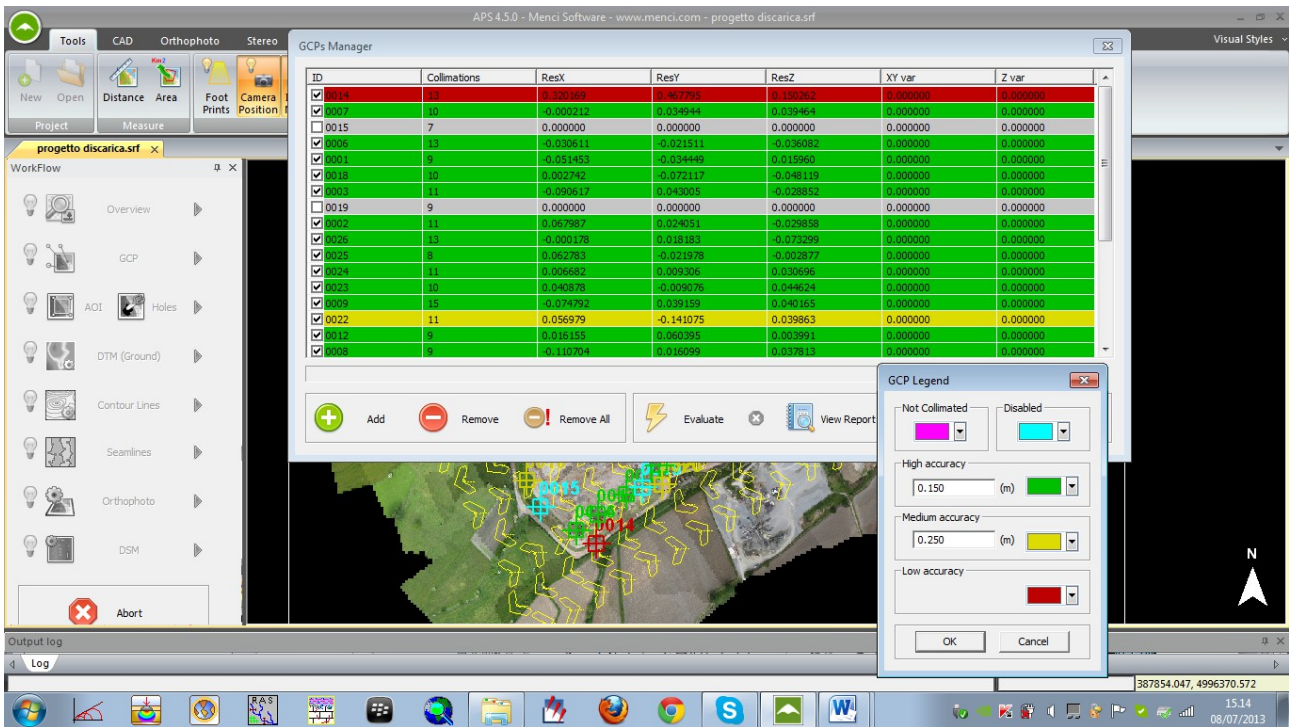 APS 4.5.0 - Menci Software - www.menci.com - progetto discarica.srf
Tools CAD Orthophoto Stereo Visual Styles
New Open Distance Area Foot Prints Camera Position
Km2
Project Measure
progetto discarica.srf
WorkFlow
Overview
GCP
AOI Holes
DTM (Ground)
Contour Lines
Seamlines
Orthophoto
DSM
Abort
GCPs Manager
ID Collimations ResX ResY ResZ XY var Z var
0014 13 0.320169 0.467795 0.150262 0.000000 0.000000
0007 10 -0.000212 0.034944 0.039464 0.000000 0.000000
0015 7 0.000000 0.000000 0.000000 0.000000 0.000000
0006 13 -0.030611 -0.021511 -0.036082 0.000000 0.000000
0001 9 -0.051453 -0.034449 0.015960 0.000000 0.000000
0018 10 0.002742 -0.072117 -0.048119 0.000000 0.000000
0003 11 -0.090617 0.043005 -0.028852 0.000000 0.000000
0019 9 0.000000 0.000000 0.000000 0.000000 0.000000
0002 11 0.067987 0.024051 -0.029858 0.000000 0.000000
0026 13 -0.000178 0.018183 -0.073299 0.000000 0.000000
0025 8 0.062783 -0.021978 -0.002877 0.000000 0.000000
0024 11 0.006682 0.009306 0.030696 0.000000 0.000000
0023 10 0.040878 -0.009076 0.044624 0.000000 0.000000
0009 15 -0.074792 0.039159 0.040165 0.000000 0.000000
0022 11 0.056979 -0.141075 0.039863 0.000000 0.000000
0012 9 0.016155 0.060395 0.003991 0.000000 0.000000
0008 9 -0.110704 0.016099 0.037813 0.000000 0.000000
Add Remove Remove All Evaluate View Report
GCP Legend
Not Collimated Disabled
High accuracy
0.150 (m)
Medium accuracy
0.250 (m)
Low accuracy
OK Cancel
0015
0014
N
Output log
Log
387854.047, 4996370.572
RAS
S
W
15.14
08/07/2013